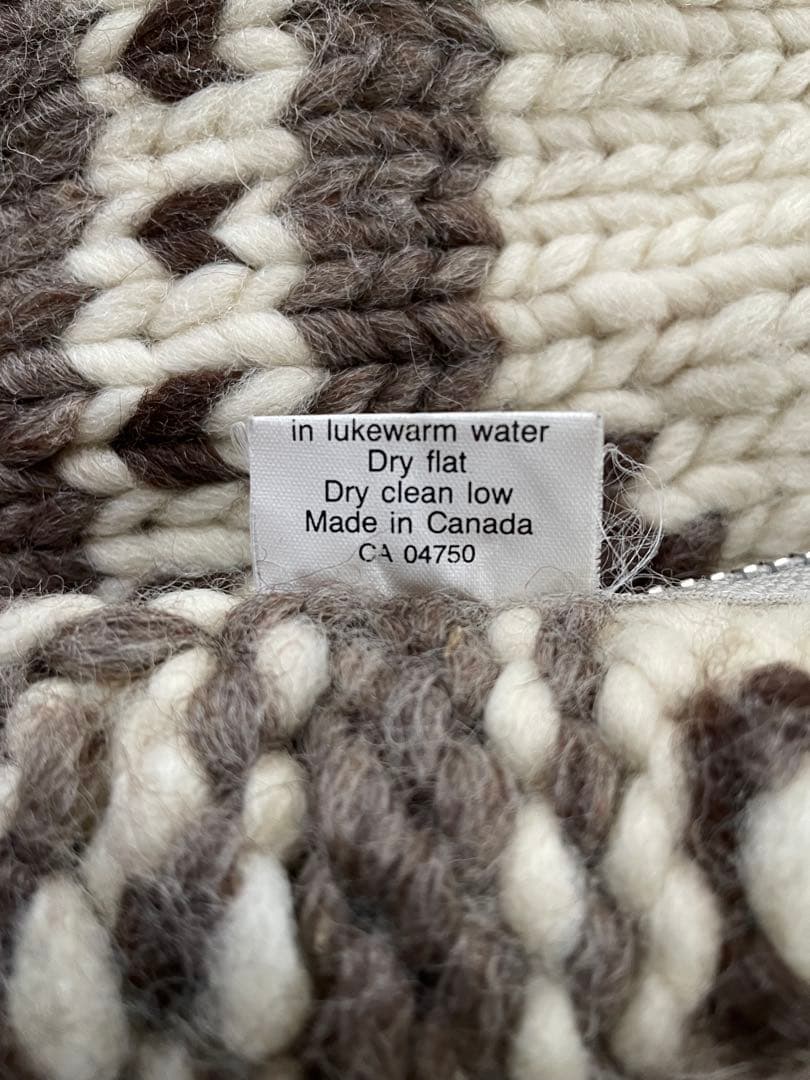 in lukewarm water
Dry flat
Dry clean low
Made in Canada
CA 04750